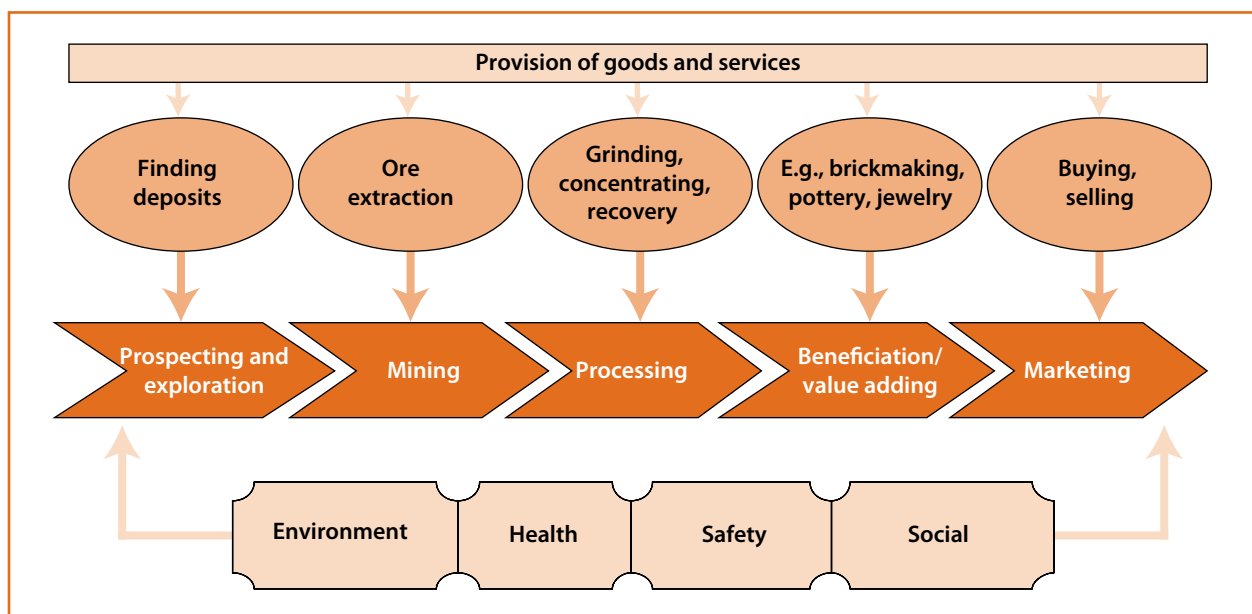 Provision of goods and services
Finding
deposits
Ore
extraction
Grinding,
concentrating,
recovery
E.g., brickmaking,
pottery, jewelry
Buying,
selling
Prospecting and
exploration
Mining
Processing
Beneficiation/
value adding
Marketing
Environment
Health
Safety
Social